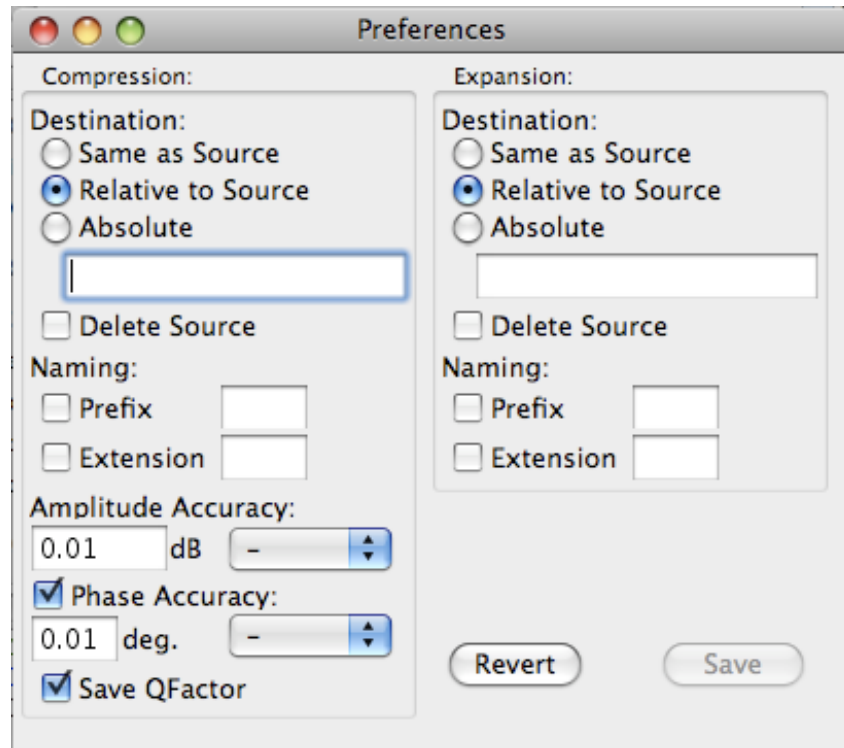 Preferences
Compression:
Destination:
Same as Source
Relative to Source
Absolute
Delete Source
Naming:
Prefix
Extension
Amplitude Accuracy:
0.01 dB -
Phase Accuracy:
0.01 deg. -
Save QFactor
Expansion:
Destination:
Same as Source
Relative to Source
Absolute
Delete Source
Naming:
Prefix
Extension
Revert Save